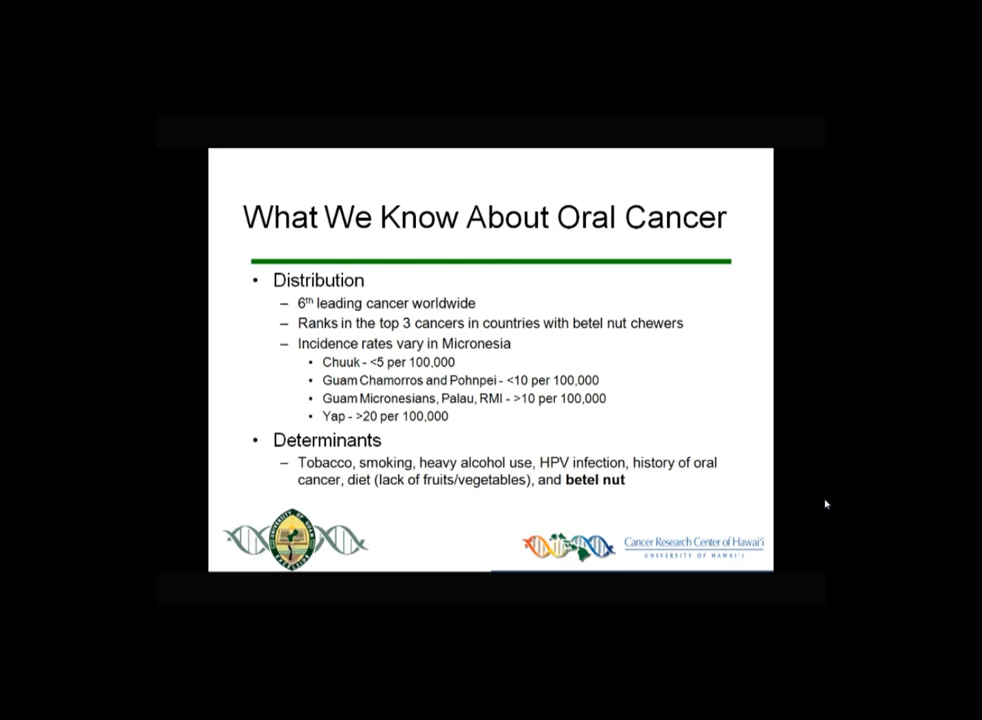 What We Know About Oral Cancer
• Distribution
– 6th leading cancer worldwide
– Ranks in the top 3 cancers in countries with betel nut chewers
– Incidence rates vary in Micronesia
• Chuuk - <5 per 100,000
• Guam Chamorros and Pohnpei - <10 per 100,000
• Guam Micronesians, Palau, RMI - >10 per 100,000
• Yap - >20 per 100,000
• Determinants
– Tobacco, smoking, heavy alcohol use, HPV infection, history of oral
cancer, diet (lack of fruits/vegetables), and betel nut
UNIVERSITY OF GUAM
Cancer Research Center of Hawai'i
UNIVERSITY OF HAWAI'I